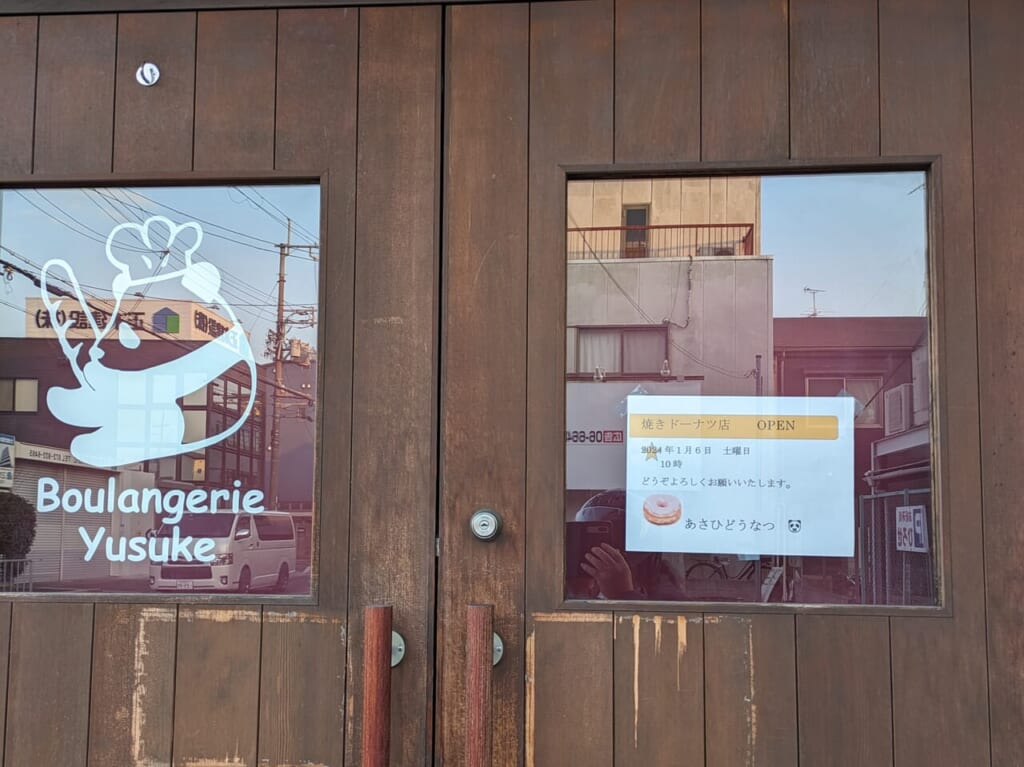 Boulangerie
Yusuke
焼きドーナツ店 OPEN
2024年1月6日 土曜日
10時
どうぞよろしくお願いいたします。
あさひどうなつ